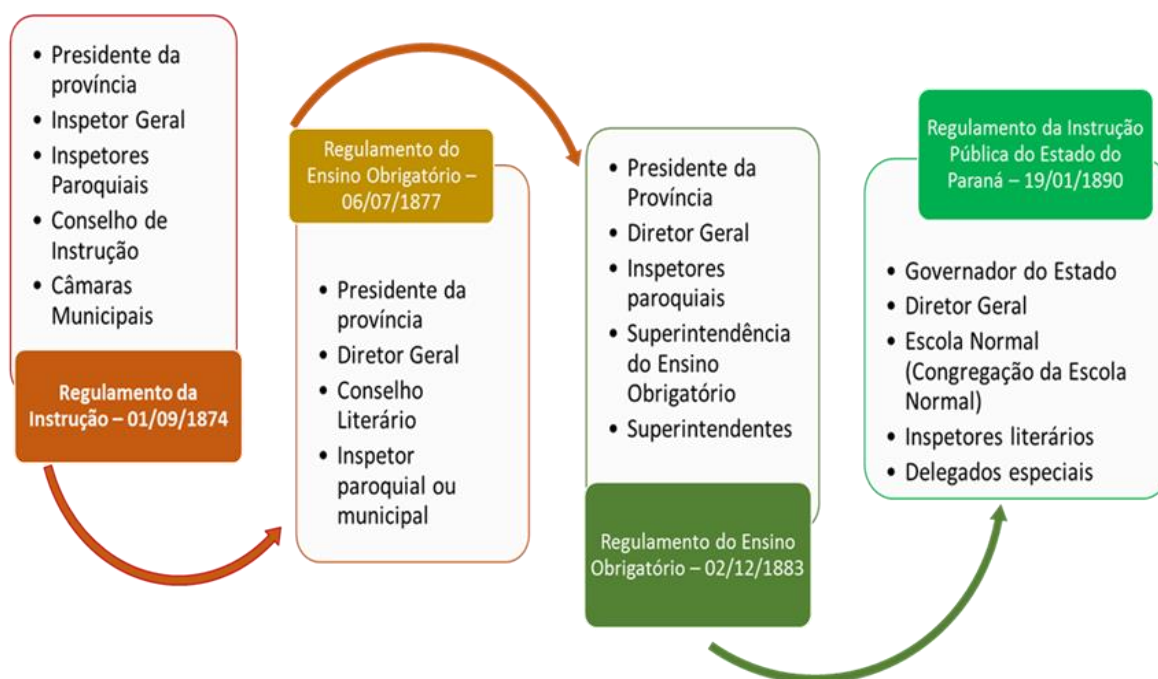 • Presidente da
província
• Inspetor Geral
• Inspetores
Paroquiais
• Conselho de
Instrução
• Câmaras
Municipais
Regulamento da
Instrução – 01/09/1874
Regulamento do
Ensino Obrigatório –
06/07/1877
• Presidente da
província
• Diretor Geral
• Conselho
Literário
• Inspetor
paroquial ou
municipal
• Presidente da
Província
• Diretor Geral
• Inspetores
paroquiais
• Superintendência
do Ensino
Obrigatório
• Superintendentes
Regulamento do Ensino
Obrigatório – 02/12/1883
Regulamento da Instrução
Pública do Estado do
Paraná – 19/01/1890
• Governador do Estado
• Diretor Geral
• Escola Normal
(Congregação da Escola
Normal)
• Inspetores literários
• Delegados especiais